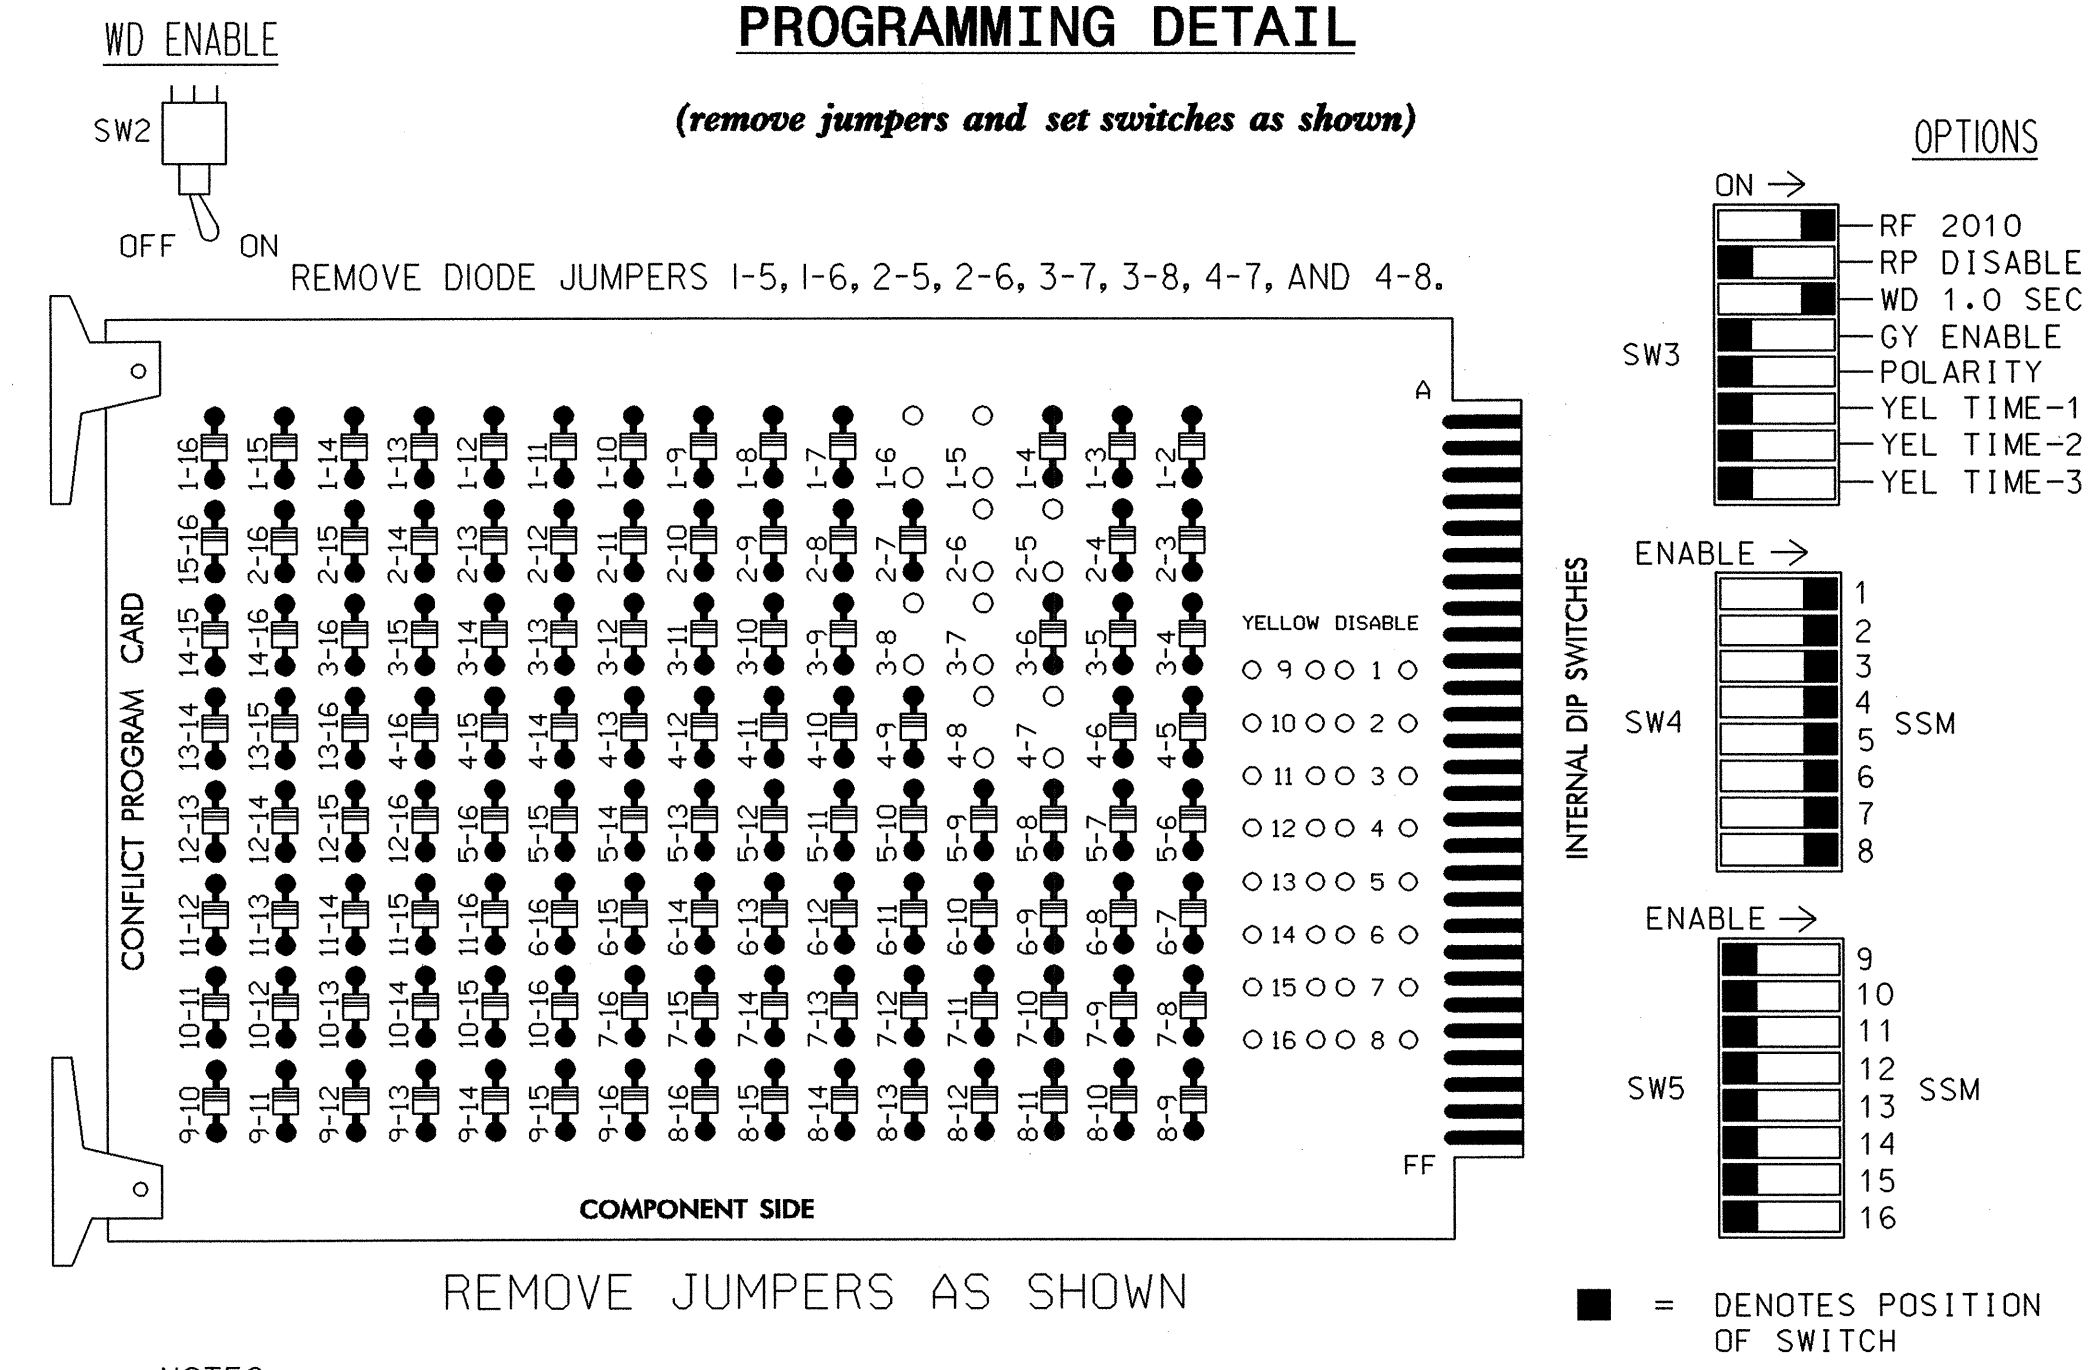 PROGRAMMING DETAIL
(remove jumpers and set switches as shown)
WD ENABLE
SW2
OFF ON
REMOVE DIODE JUMPERS 1-5, 1-6, 2-5, 2-6, 3-7, 3-8, 4-7, AND 4-8.
CONFLICT PROGRAM CARD
A
1-16 1-15 1-14 1-13 1-12 1-11 1-10 1-9 1-8 1-7 1-6 1-5 1-4 1-3 1-2
15-16 2-16 2-15 2-14 2-13 2-12 2-11 2-10 2-9 2-8 2-7 2-6 2-5 2-4 2-3
14-15 14-16 3-16 3-15 3-14 3-13 3-12 3-11 3-10 3-9 3-8 3-7 3-6 3-5 3-4
13-14 13-15 13-16 4-16 4-15 4-14 4-13 4-12 4-11 4-10 4-9 4-8 4-7 4-6 4-5
12-13 12-14 12-15 12-16 5-16 5-15 5-14 5-13 5-12 5-11 5-10 5-9 5-8 5-7 5-6
11-12 11-13 11-14 11-15 11-16 6-16 6-15 6-14 6-13 6-12 6-11 6-10 6-9 6-8 6-7
10-11 10-12 10-13 10-14 10-15 10-16 7-16 7-15 7-14 7-13 7-12 7-11 7-10 7-9 7-8
9-10 9-11 9-12 9-13 9-14 9-15 9-16 8-16 8-15 8-14 8-13 8-12 8-11 8-10 8-9
YELLOW DISABLE
9 1
10 2
11 3
12 4
13 5
14 6
15 7
16 8
FF
COMPONENT SIDE
REMOVE JUMPERS AS SHOWN
INTERNAL DIP SWITCHES
OPTIONS
ON →
SW3
RF 2010
RP DISABLE
WD 1.0 SEC
GY ENABLE
POLARITY
YEL TIME-1
YEL TIME-2
YEL TIME-3
ENABLE →
SW4
1
2
3
4
5
6
7
8
SSM
ENABLE →
SW5
9
10
11
12
13
14
15
16
SSM
= DENOTES POSITION
OF SWITCH